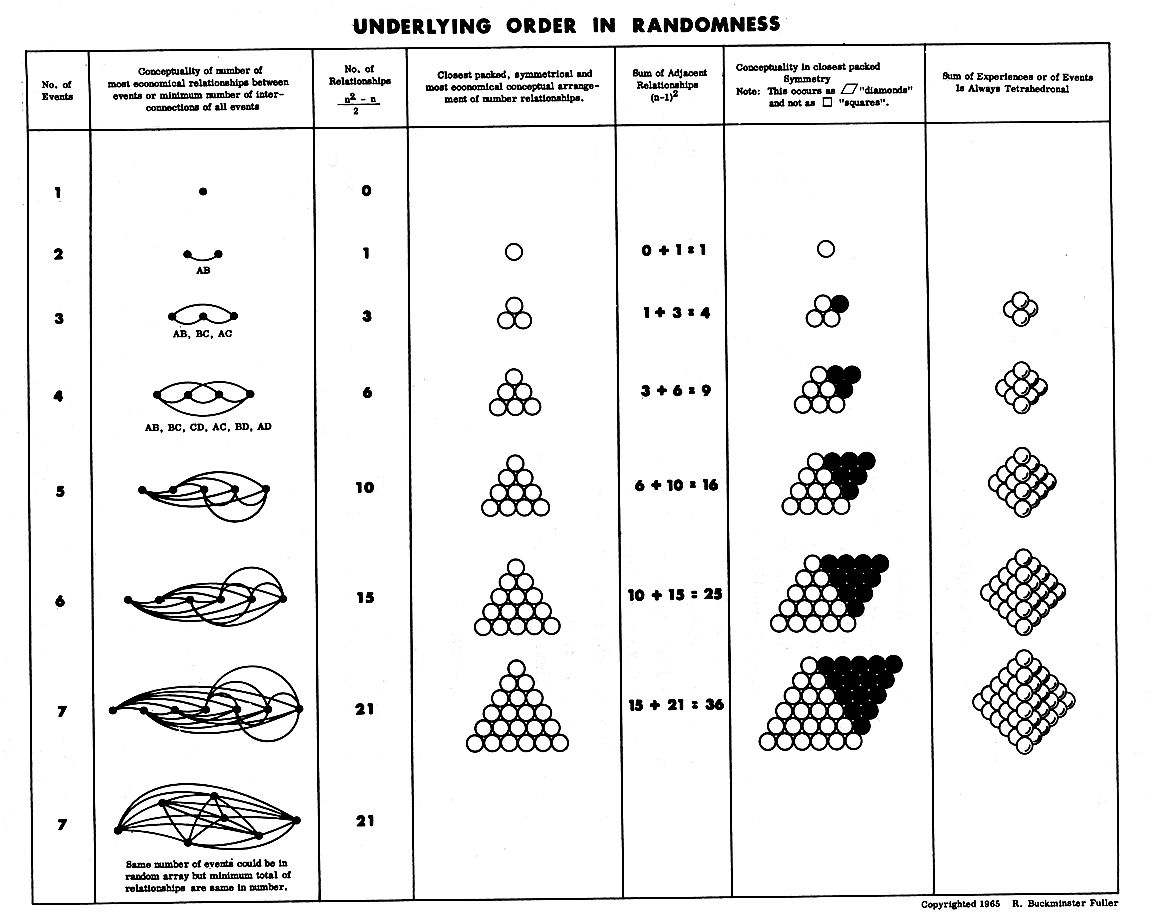 UNDERLYING ORDER IN RANDOMNESS
No. of
Events
Conceptuality of number of
most economical relationships between
events or minimum number of inter-
connections of all events
No. of
Relationships
n² - n
2
Closest packed, symmetrical and
most economical conceptual arrange-
ment of number relationships.
Sum of Adjacent
Relationships
(n-1)²
Conceptuality in closest packed
Symmetry
Note: This occurs as "diamonds"
and not as "squares".
Sum of Experiences or of Events
Is Always Tetrahedronal
1
0
2
AB
1
0 + 1 = 1
3
AB, BC, AC
3
1 + 3 = 4
4
AB, BC, CD, AC, BD, AD
6
3 + 6 = 9
5
10
6 + 10 = 16
6
15
10 + 15 = 25
7
21
15 + 21 = 36
7
21
Same number of events could be in
random array but minimum total of
relationships are same in number.
Copyrighted 1965 R. Buckminster Fuller